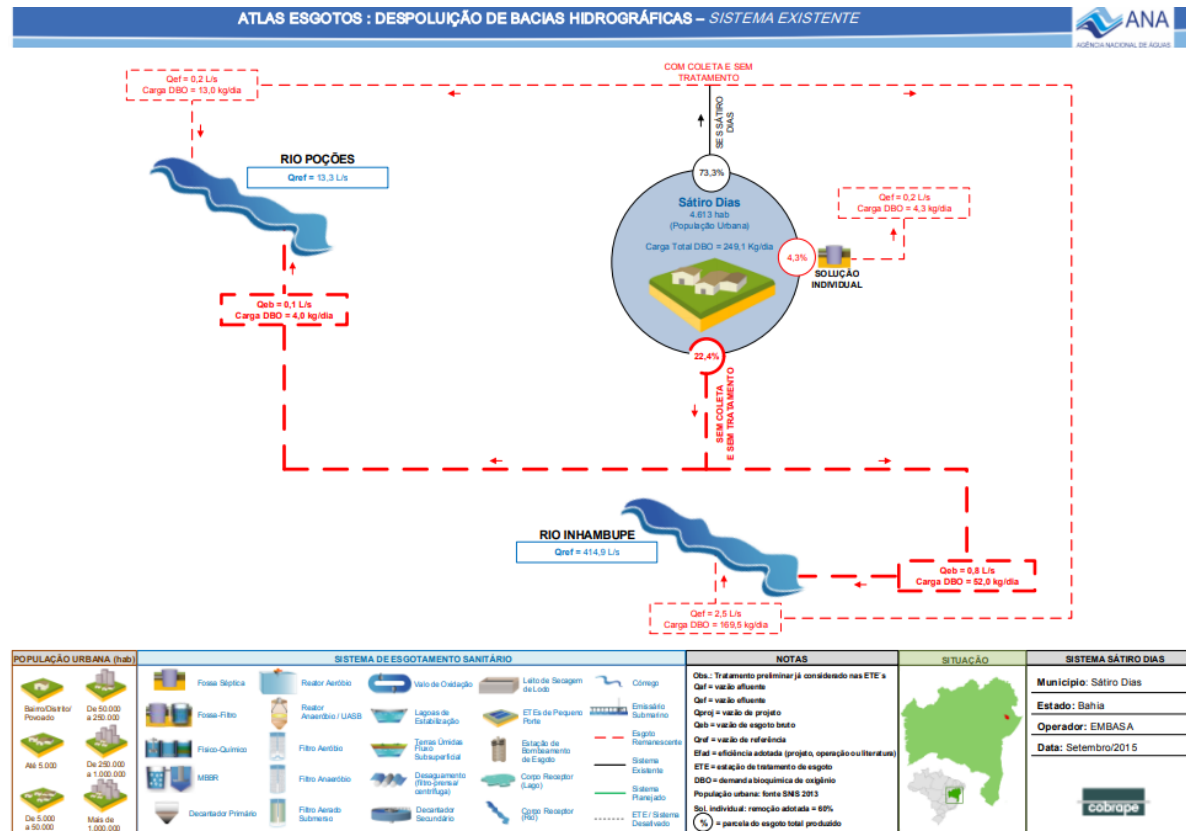 ATLAS ESGOTOS : DESPOLUIÇÃO DE BACIAS HIDROGRÁFICAS – SISTEMA EXISTENTE
ANA
AGÊNCIA NACIONAL DE ÁGUAS
COM COLETA E SEM
TRATAMENTO
Qef = 0,2 L/s
Carga DBO = 13,0 kg/dia
SES SÁTIRO
DIAS
RIO POÇÕES
Qref = 13,3 L/s
73,3%
Sátiro Dias
4.613 hab
(População Urbana)
Carga Total DBO = 249,1 Kg/dia
Qef = 0,2 L/s
Carga DBO = 4,3 kg/dia
4,3%
SOLUÇÃO
INDIVIDUAL
Qeb = 0,1 L/s
Carga DBO = 4,0 kg/dia
22,4%
SEM COLETA
E SEM TRATAMENTO
RIO INHAMBUPE
Qref = 414,9 L/s
Qeb = 0,8 L/s
Carga DBO = 52,0 kg/dia
Qef = 2,5 L/s
Carga DBO = 169,5 kg/dia
POPULAÇÃO URBANA (hab)
Bairro/Distrito/
Povoado
De 50.000
a 250.000
Até 5.000
De 250.000
a 1.000.000
De 5.000
a 50.000
Mais de
1.000.000
SISTEMA DE ESGOTAMENTO SANITÁRIO
Fossa Séptica
Fossa-Filtro
Físico-Químico
MBBR
Decantador Primário
Reator Aeróbio
Reator
Anaeróbio / UASB
Filtro Aeróbio
Filtro Anaeróbio
Filtro Aerado
Submerso
Valo de Oxidação
Lagoas de
Estabilização
Terras Úmidas
Fluxo
Subsuperficial
Desaguamento
(filtro-prensa/
centrífuga)
Decantador
Secundário
Leito de Secagem
de Lodo
ETEs de Pequeno
Porte
Estação de
Bombeamento
de Esgoto
Corpo Receptor
(Lago)
Corpo Receptor
(Rio)
Córrego
Emissário
Submarino
Esgoto
Remanescente
Sistema
Existente
Sistema
Planejado
ETE / Sistema
Desativado
NOTAS
Obs.: Tratamento preliminar já considerado nas ETE´s
Qaf = vazão afluente
Qef = vazão efluente
Qproj = vazão de projeto
Qeb = vazão de esgoto bruto
Qref = vazão de referência
Efad = eficiência adotada (projeto, operação ou literatura)
ETE = estação de tratamento de esgoto
DBO = demanda bioquímica de oxigênio
População urbana: fonte SNIS 2013
Sol. individual: remoção adotada = 60%
% = parcela do esgoto total produzido
SITUAÇÃO
SISTEMA SÁTIRO DIAS
Município: Sátiro Dias
Estado: Bahia
Operador: EMBASA
Data: Setembro/2015
cobrape